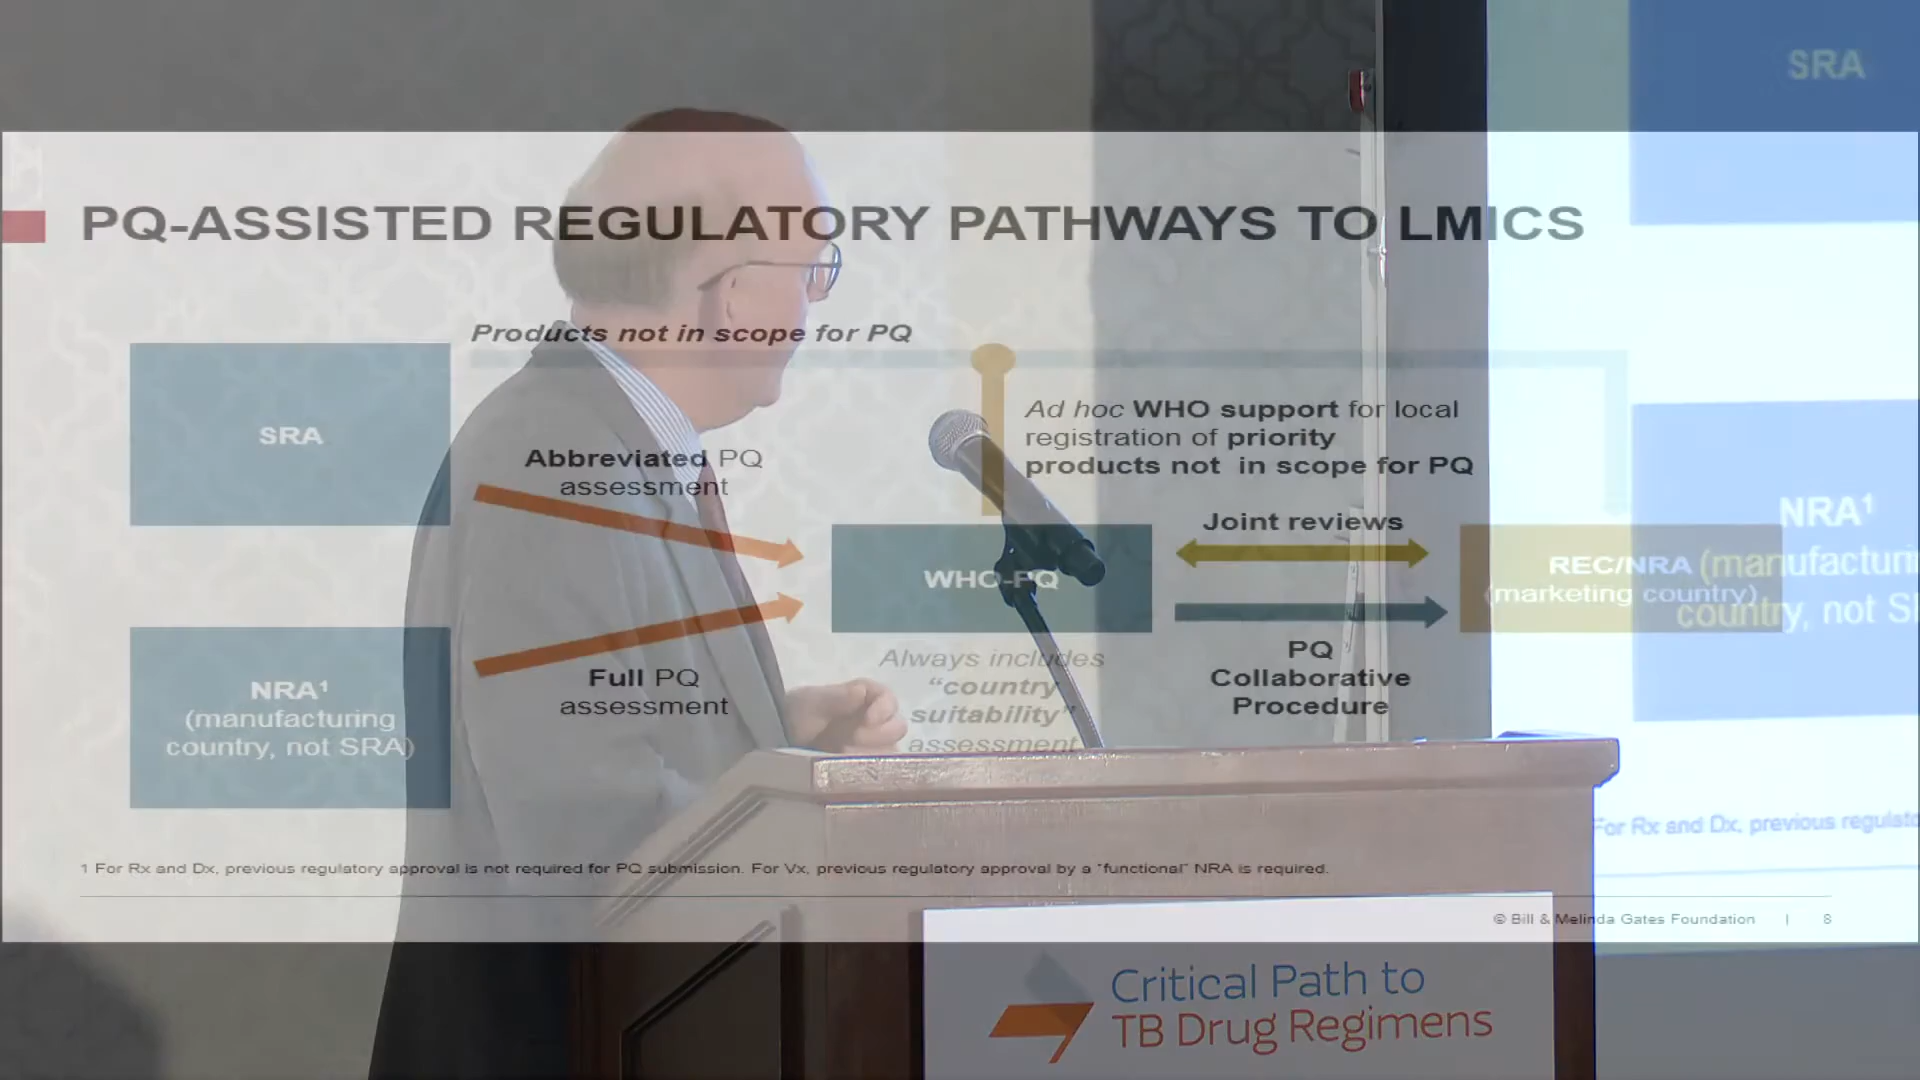 SRA
PQ-ASSISTED REGULATORY PATHWAYS TO LMICS
Products not in scope for PQ
SRA
Abbreviated PQ
assessment
Ad hoc WHO support for local
registration of priority
products not in scope for PQ
WHO-PQ
Joint reviews
REC/NRA
(marketing country)
NRA¹
(manufacturing
country, not SRA)
Full PQ
assessment
Always includes
“country
suitability”
assessment
PQ
Collaborative
Procedure
NRA¹
country, not
1 For Rx and Dx, previous regulatory approval is not required for PQ submission. For Vx, previous regulatory approval by a “functional” NRA is required.
For Rx and Dx, previous
© Bill & Melinda Gates Foundation | 8
Critical Path to
TB Drug Regimens